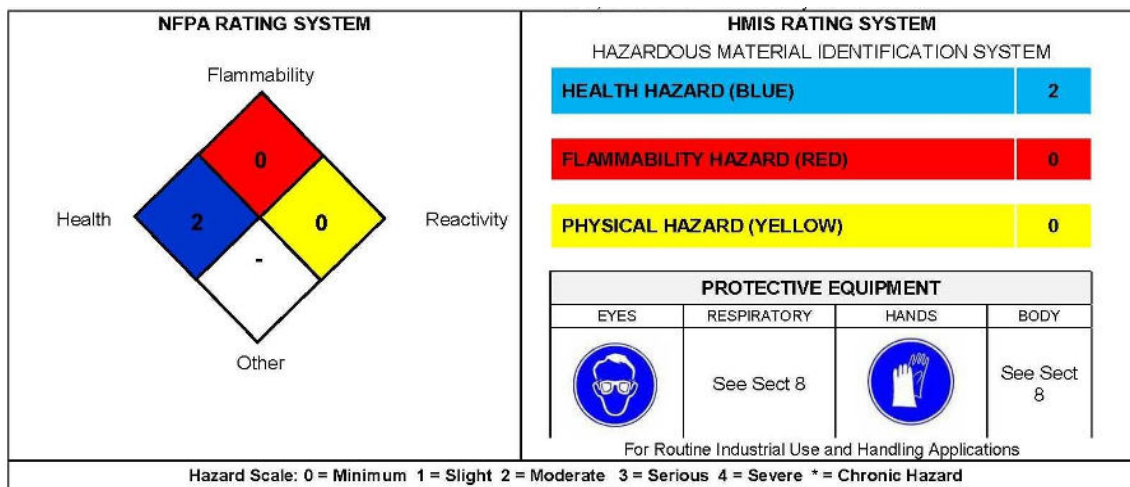 NFPA RATING SYSTEM
Flammability
0
Health
2
0
Reactivity
-
Other
HMIS RATING SYSTEM
HAZARDOUS MATERIAL IDENTIFICATION SYSTEM
HEALTH HAZARD (BLUE) 2
FLAMMABILITY HAZARD (RED) 0
PHYSICAL HAZARD (YELLOW) 0
PROTECTIVE EQUIPMENT
EYES RESPIRATORY HANDS BODY
See Sect 8
See Sect
8
For Routine Industrial Use and Handling Applications
Hazard Scale: 0 = Minimum 1 = Slight 2 = Moderate 3 = Serious 4 = Severe * = Chronic Hazard